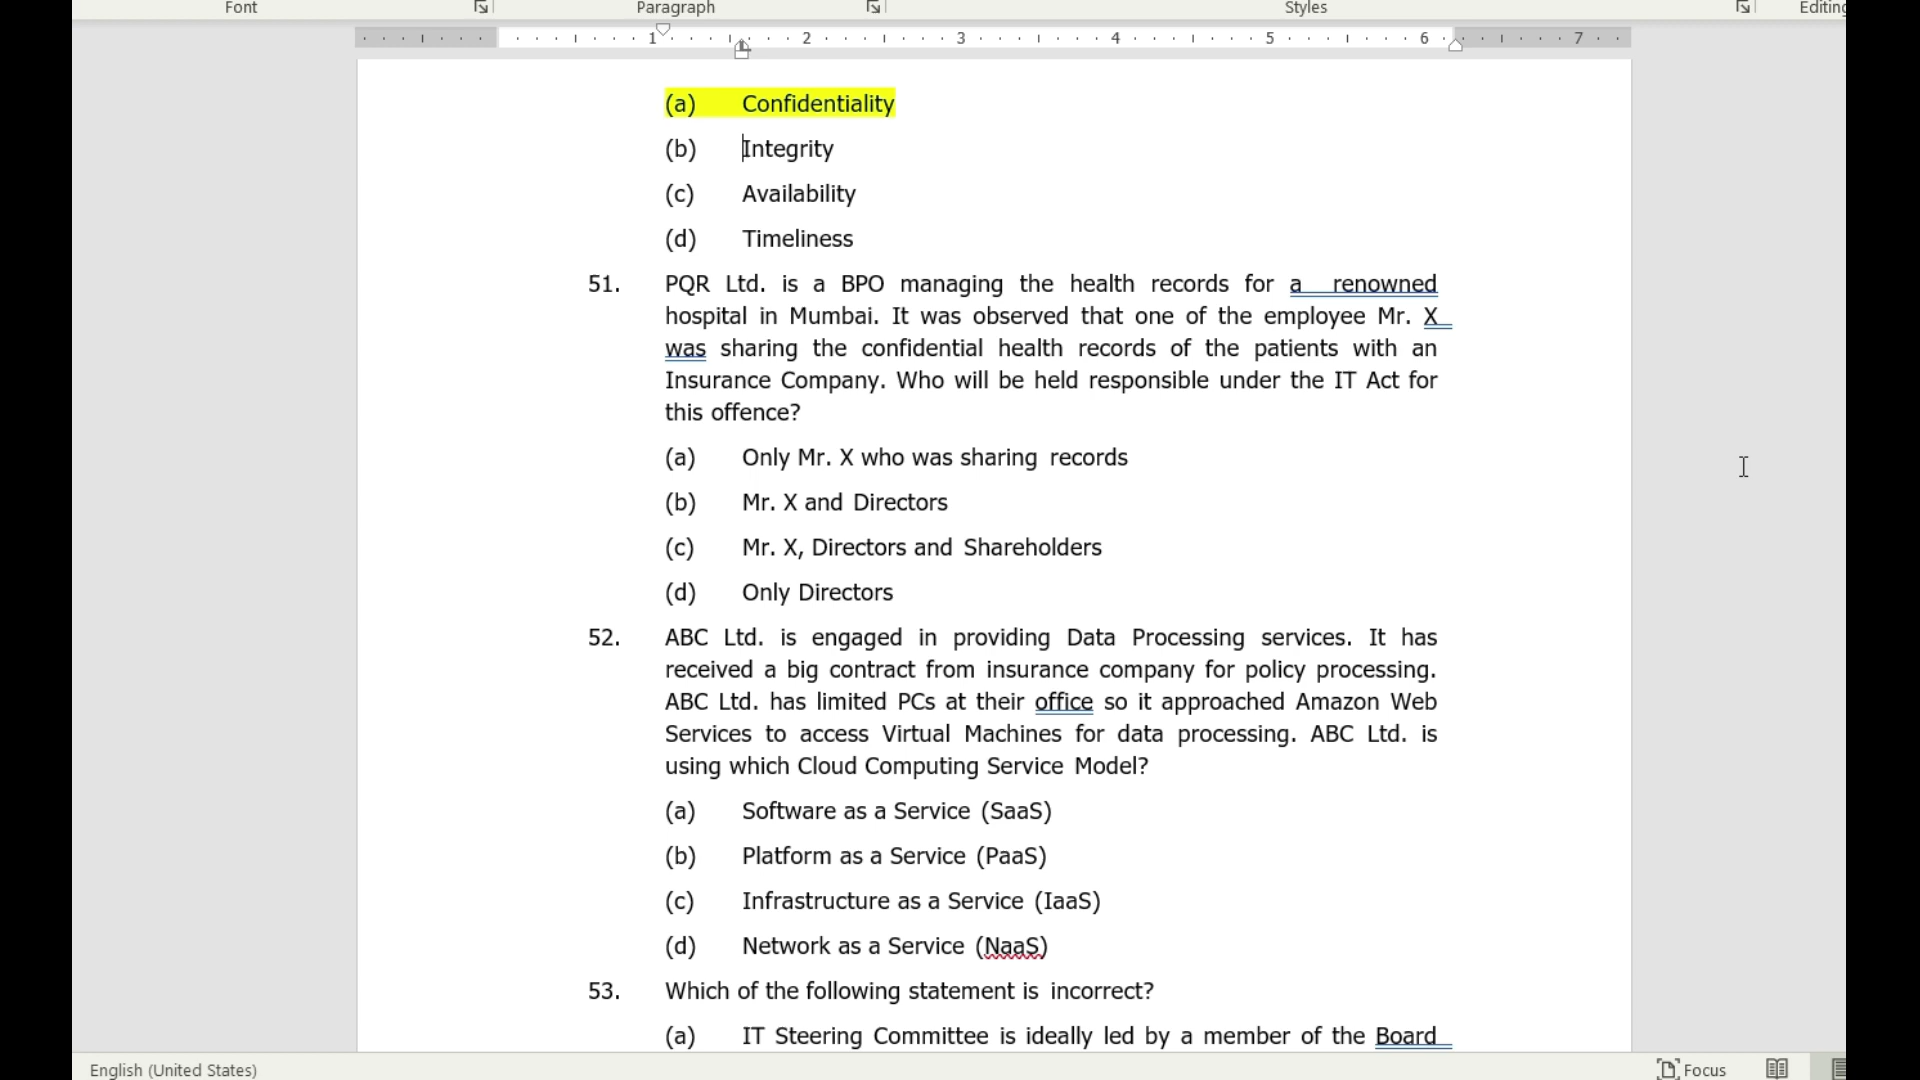 Font Paragraph Styles Editing
1 2 3 4 5 6 7
(a) Confidentiality
(b) Integrity
(c) Availability
(d) Timeliness
51. PQR Ltd. is a BPO managing the health records for a renowned
hospital in Mumbai. It was observed that one of the employee Mr. X
was sharing the confidential health records of the patients with an
Insurance Company. Who will be held responsible under the IT Act for
this offence?
(a) Only Mr. X who was sharing records
(b) Mr. X and Directors
(c) Mr. X, Directors and Shareholders
(d) Only Directors
52. ABC Ltd. is engaged in providing Data Processing services. It has
received a big contract from insurance company for policy processing.
ABC Ltd. has limited PCs at their office so it approached Amazon Web
Services to access Virtual Machines for data processing. ABC Ltd. is
using which Cloud Computing Service Model?
(a) Software as a Service (SaaS)
(b) Platform as a Service (PaaS)
(c) Infrastructure as a Service (IaaS)
(d) Network as a Service (NaaS)
53. Which of the following statement is incorrect?
(a) IT Steering Committee is ideally led by a member of the Board
English (United States) Focus